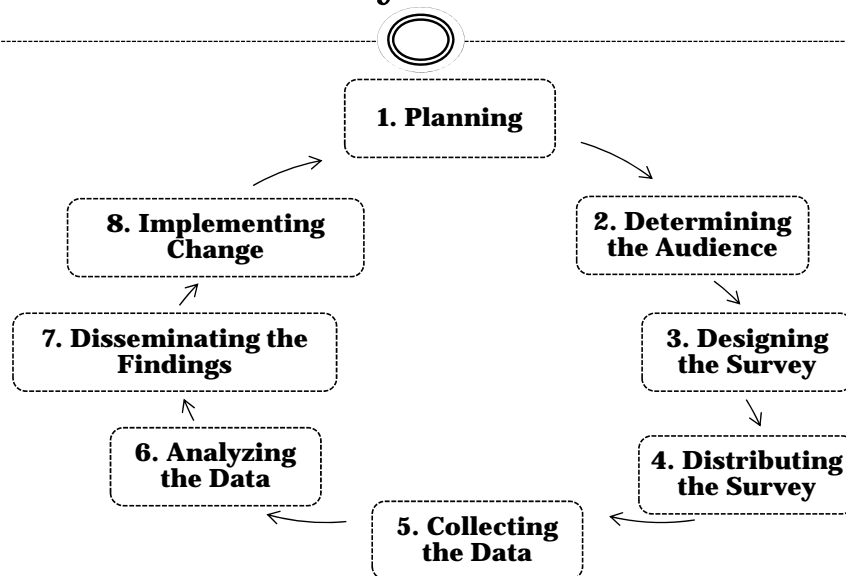 1. Planning
2. Determining
the Audience
3. Designing
the Survey
4. Distributing
the Survey
5. Collecting
the Data
6. Analyzing
the Data
7. Disseminating the
Findings
8. Implementing
Change